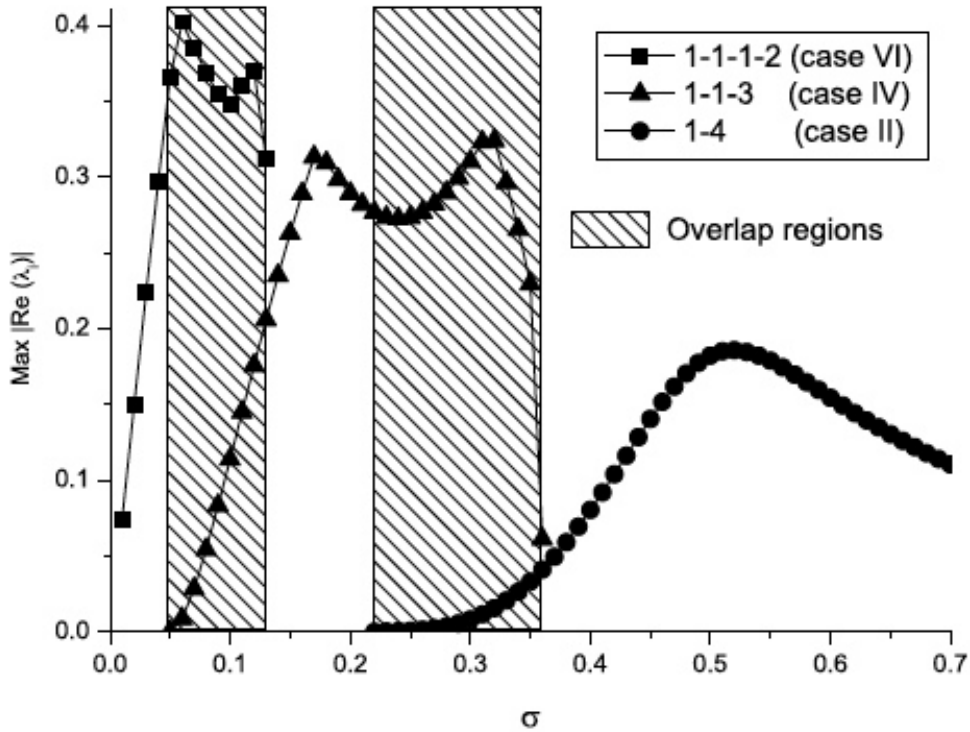 0.4
0.3
0.2
0.1
0.0
Max |Re (λᵢ)|
1-1-1-2 (case VI)
1-1-3 (case IV)
1-4 (case II)
Overlap regions
0.0 0.1 0.2 0.3 0.4 0.5 0.6 0.7
σ